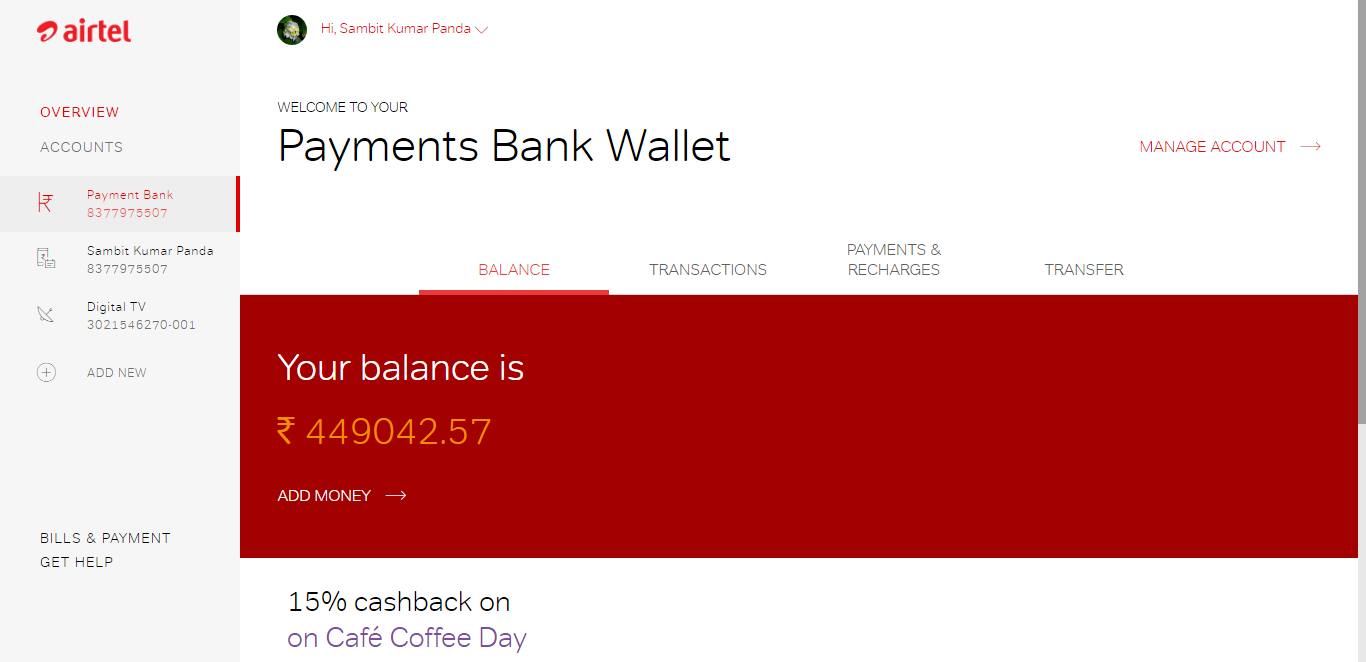 airtel
Hi, Sambit Kumar Panda
OVERVIEW
ACCOUNTS
Payment Bank
8377975507
Sambit Kumar Panda
8377975507
Digital TV
3021546270-001
ADD NEW
BILLS & PAYMENT
GET HELP
WELCOME TO YOUR
Payments Bank Wallet
MANAGE ACCOUNT
BALANCE
TRANSACTIONS
PAYMENTS &
RECHARGES
TRANSFER
Your balance is
₹ 449042.57
ADD MONEY
15% cashback on
on Café Coffee Day